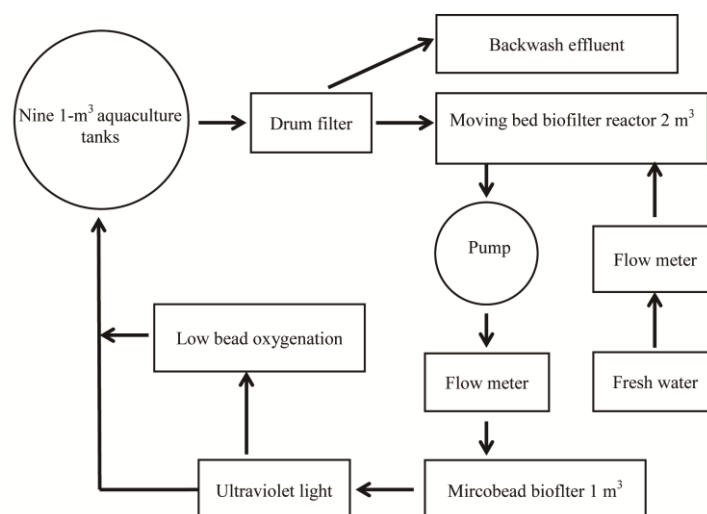 Backwash effluent
Nine 1-m³ aquaculture
tanks
Drum filter
Moving bed biofilter reactor 2 m³
Pump
Flow meter
Low bead oxygenation
Flow meter
Fresh water
Ultraviolet light
Mircobead bioflter 1 m³